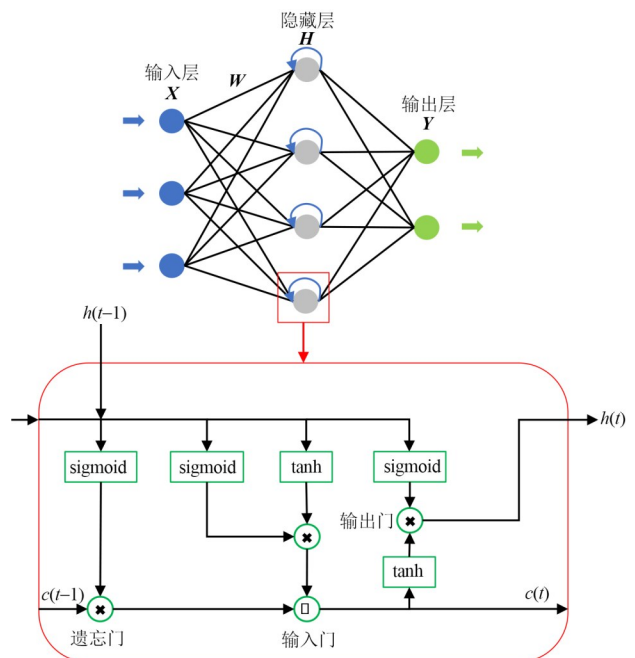 隐藏层
H
输入层
X
W
输出层
Y
h(t−1)
h(t)
sigmoid
sigmoid
tanh
sigmoid
输出门
tanh
c(t−1)
c(t)
遗忘门
输入门